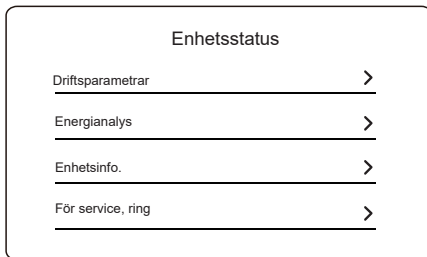 Enhetsstatus
Driftsparametrar
Energianalys
Enhetsinfo.
För service, ring